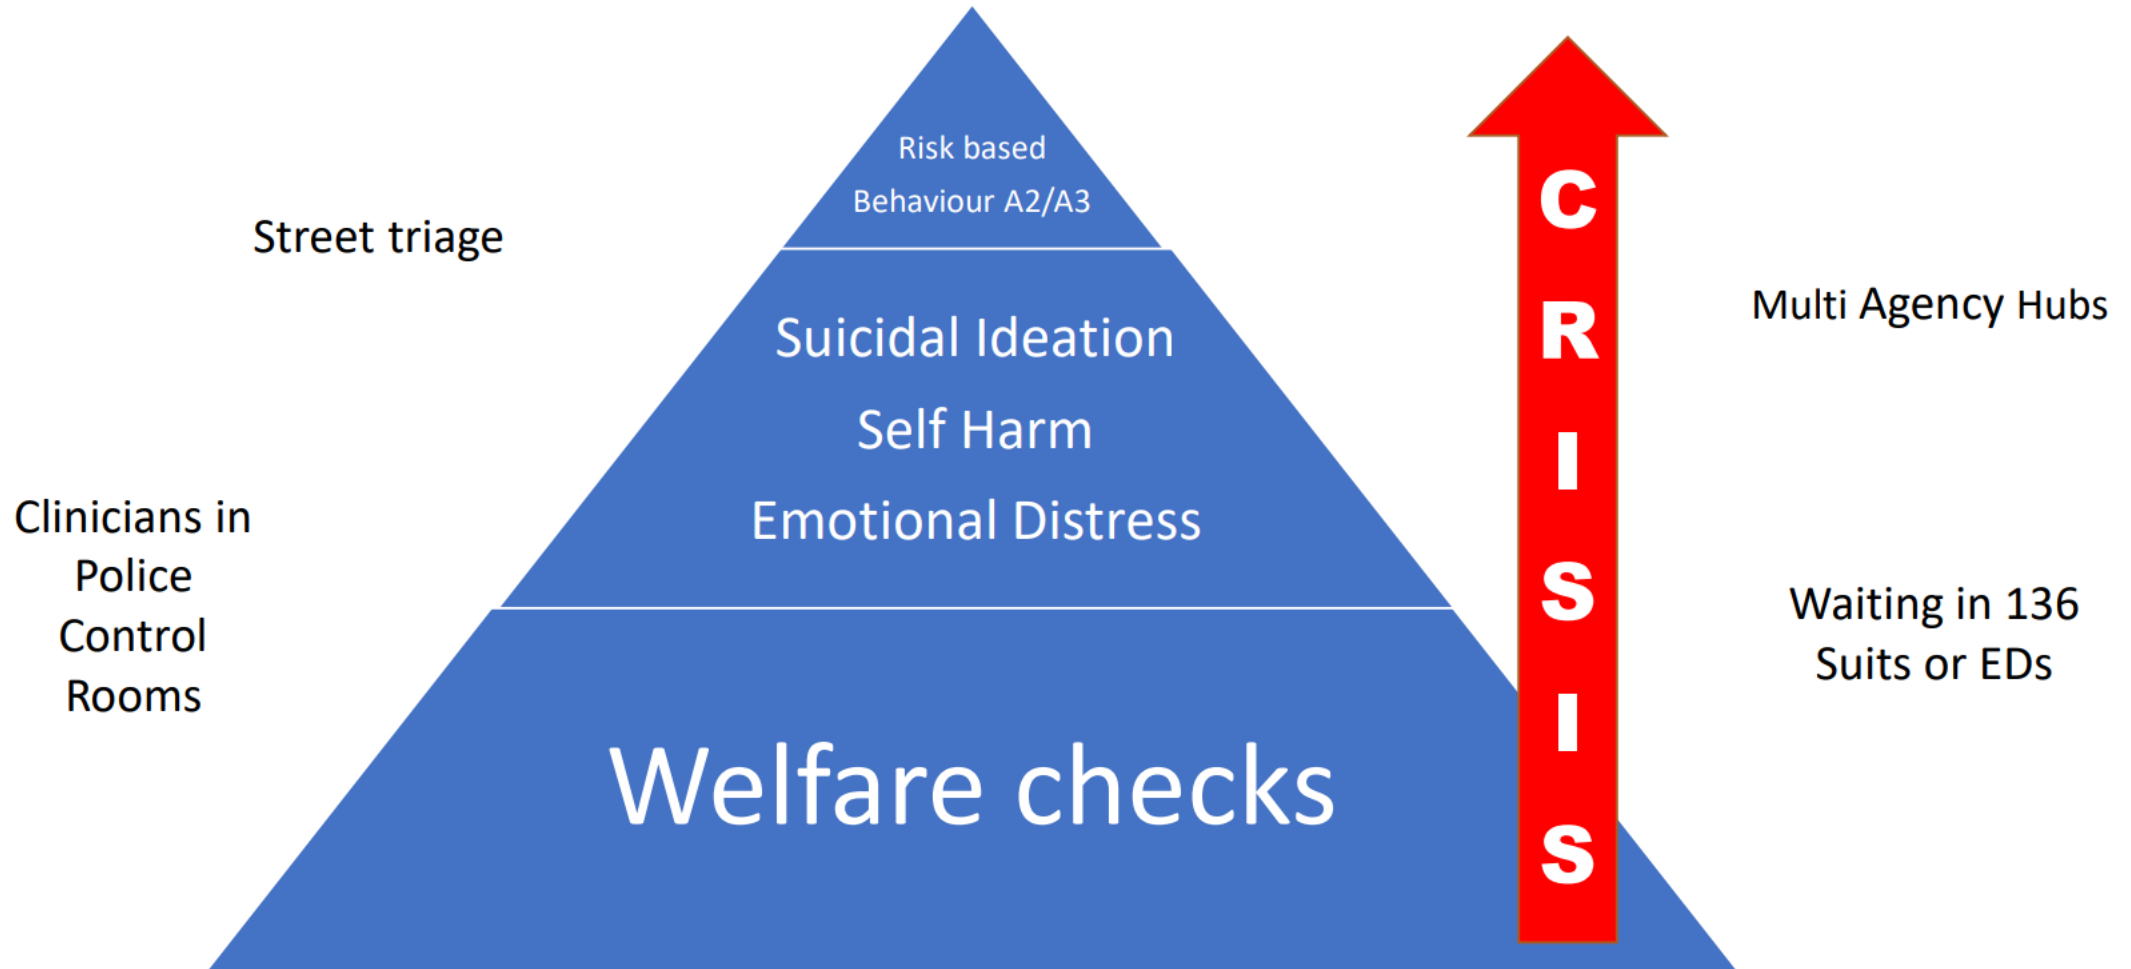 Risk based
Behaviour A2/A3
Suicidal Ideation
Self Harm
Emotional Distress
Welfare checks
Street triage
Clinicians in
Police
Control
Rooms
C
R
I
S
I
S
Multi Agency Hubs
Waiting in 136
Suits or EDs